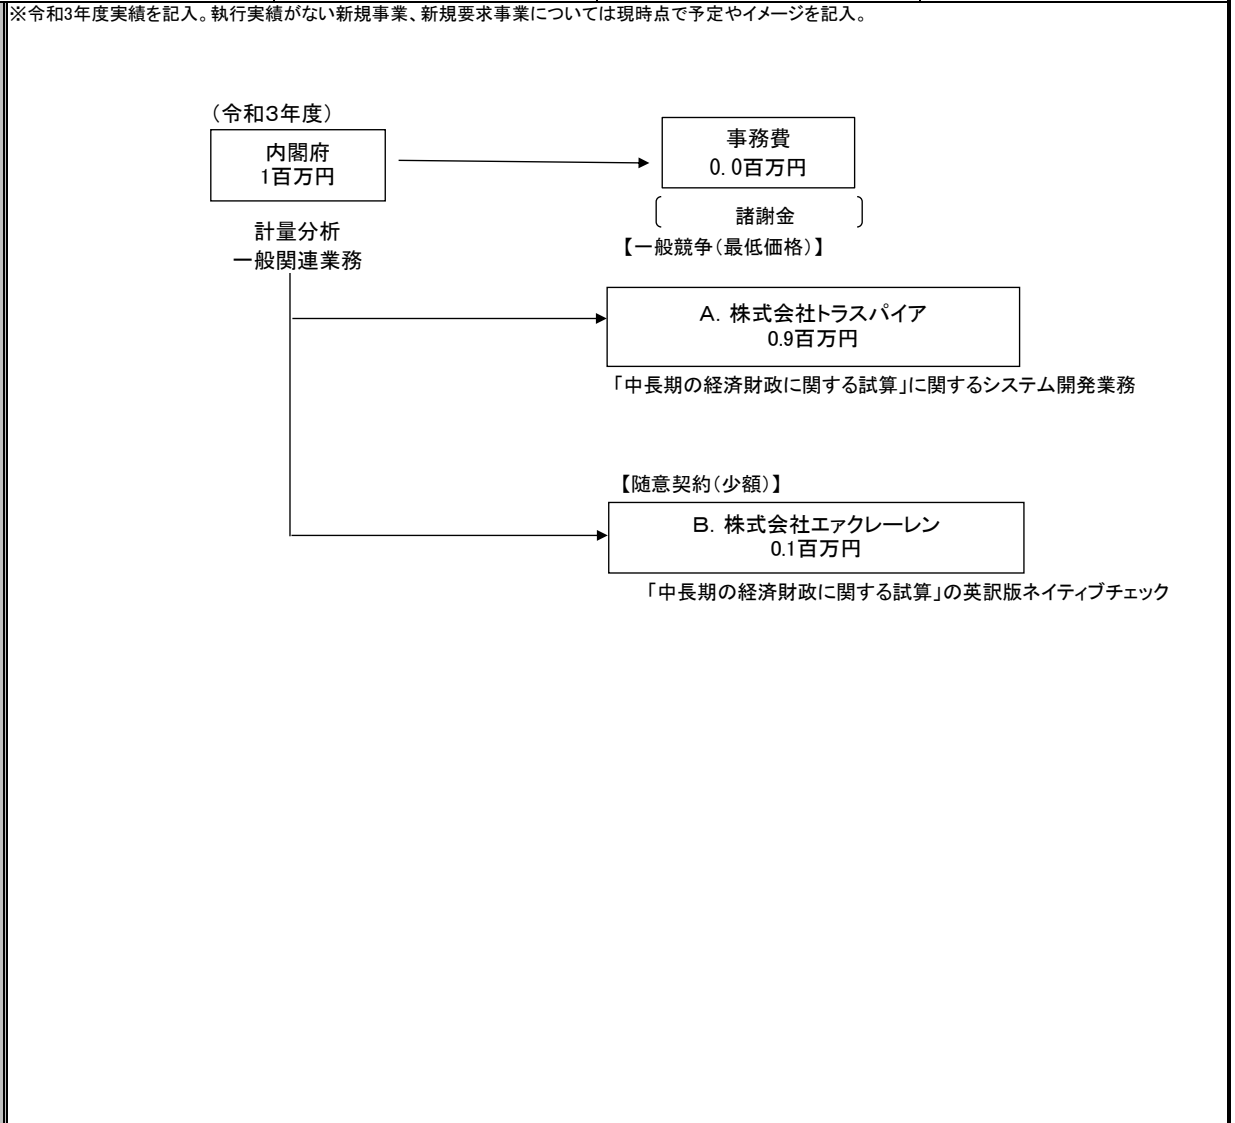 ※令和3年度実績を記入。執行実績がない新規事業、新規要求事業については現時点で予定やイメージを記入。
（令和３年度）
内閣府
1百万円
事務費
0.0百万円
諸謝金
計量分析
一般関連業務
【一般競争（最低価格）】
A．株式会社トラスパイア
0.9百万円
「中長期の経済財政に関する試算」に関するシステム開発業務
【随意契約（少額）】
B．株式会社エァクレーレン
0.1百万円
「中長期の経済財政に関する試算」の英訳版ネイティブチェック